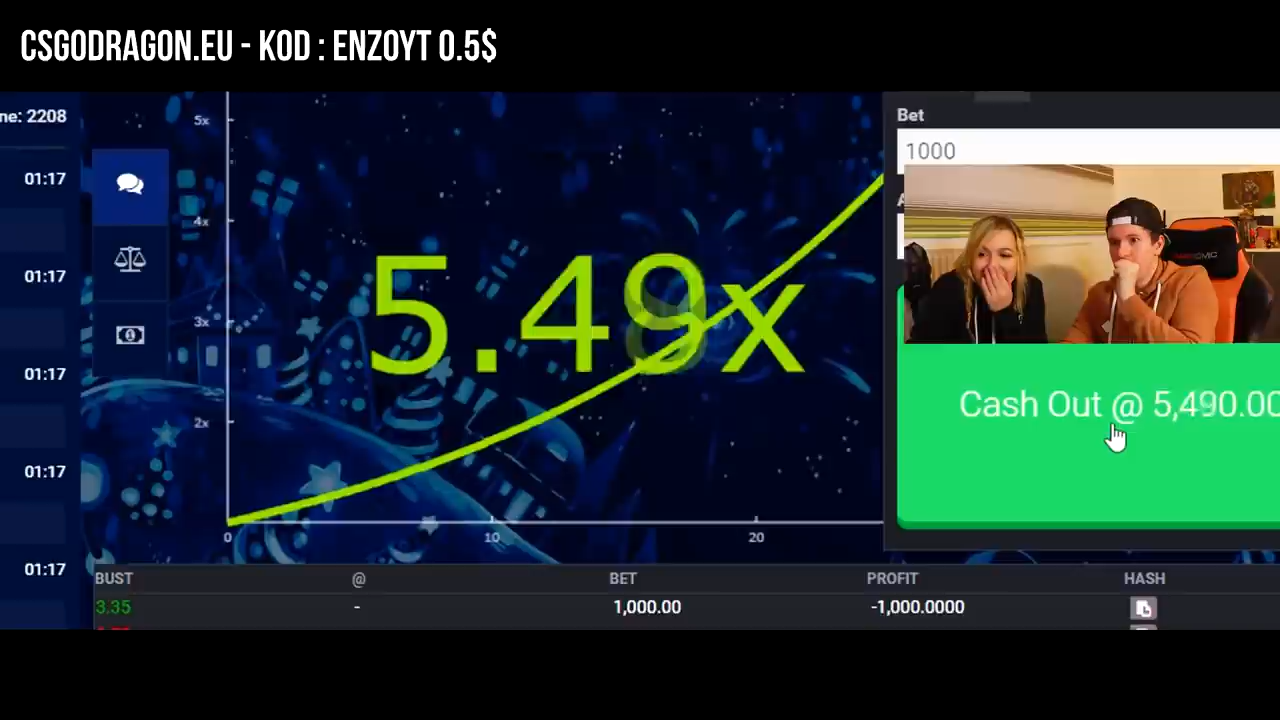 CSGODRAGON.EU - KOD : ENZOYT 0.5$
ne: 2208
01:17
01:17
01:17
01:17
01:17
5x
4x
3x
2x
0
10
20
5.49x
Bet
1000
Cash Out @ 5,490.00
BUST
@
BET
PROFIT
HASH
3.35
-
1,000.00
-1,000.0000